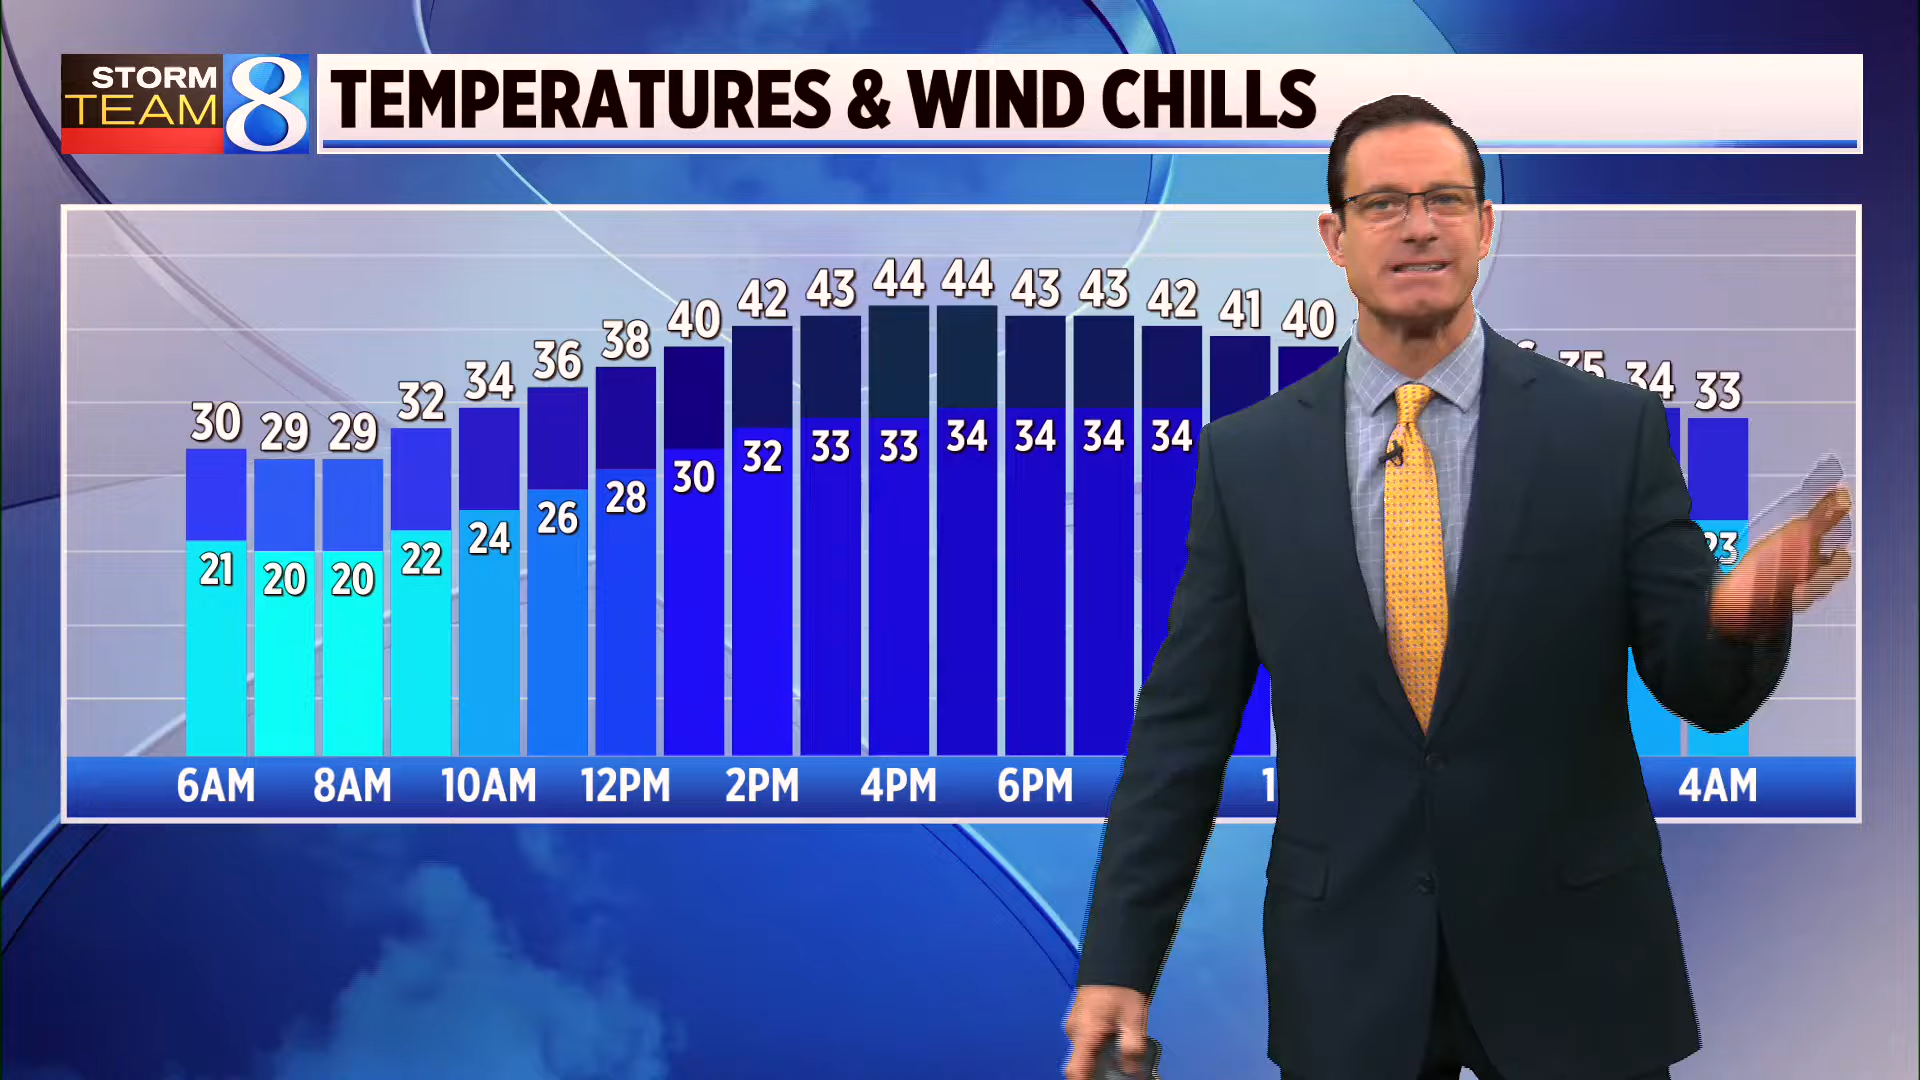 STORM
TEAM
8
TEMPERATURES & WIND CHILLS
30 29 29 32 34 36 38 40 42 43 44 44 43 43 42 41 40 35 34 33
21 20 20 22 24 26 28 30 32 33 33 34 34 34 34 23
6AM 8AM 10AM 12PM 2PM 4PM 6PM 4AM